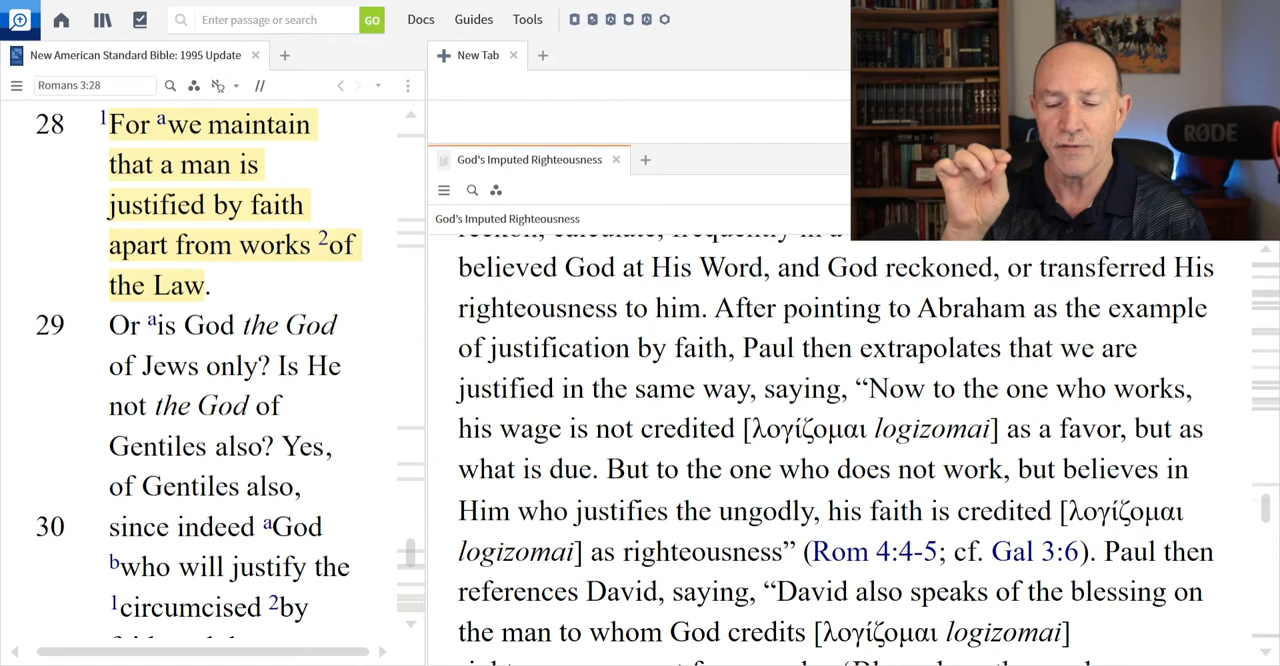 Enter passage or search
GO
Docs
Guides
Tools
New American Standard Bible: 1995 Update
New Tab
Romans 3:28
28 1For awe maintain
that a man is
justified by faith
apart from works 2of
the Law.
29 Or ais God the God
of Jews only? Is He
not the God of
Gentiles also? Yes,
of Gentiles also,
30 since indeed aGod
bwho will justify the
1circumcised 2by
God's Imputed Righteousness
God's Imputed Righteousness
believed God at His Word, and God reckoned, or transferred His
righteousness to him. After pointing to Abraham as the example
of justification by faith, Paul then extrapolates that we are
justified in the same way, saying, “Now to the one who works,
his wage is not credited [λογίζομαι logizomai] as a favor, but as
what is due. But to the one who does not work, but believes in
Him who justifies the ungodly, his faith is credited [λογίζομαι
logizomai] as righteousness” (Rom 4:4-5; cf. Gal 3:6). Paul then
references David, saying, “David also speaks of the blessing on
the man to whom God credits [λογίζομαι logizomai]
RØDE